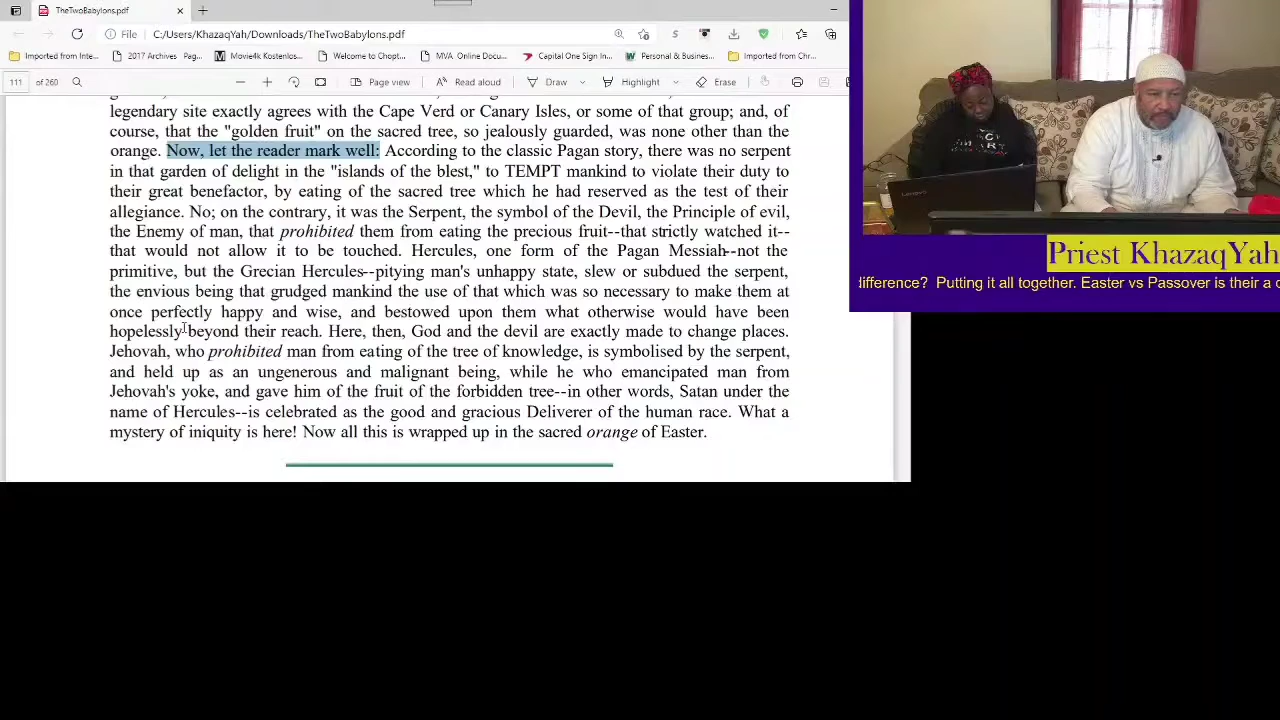 TheTwoBabylons.pdf
File
C:/Users/KhazaqYah/Downloads/TheTwoBabylons.pdf
Imported from Inte...
2017 Archives Pag...
Movie4k Kostenlos...
Welcome to Chopt...
MVA Online Docu...
Capital One Sign In...
Personal & Business...
Imported from Chr...
111 of 260
Page view
Read aloud
Draw
Highlight
Erase
legendary site exactly agrees with the Cape Verd or Canary Isles, or some of that group; and, of
course, that the "golden fruit" on the sacred tree, so jealously guarded, was none other than the
orange. Now, let the reader mark well: According to the classic Pagan story, there was no serpent
in that garden of delight in the "islands of the blest," to TEMPT mankind to violate their duty to
their great benefactor, by eating of the sacred tree which he had reserved as the test of their
allegiance. No; on the contrary, it was the Serpent, the symbol of the Devil, the Principle of evil,
the Enemy of man, that prohibited them from eating the precious fruit--that strictly watched it--
that would not allow it to be touched. Hercules, one form of the Pagan Messiah--not the
primitive, but the Grecian Hercules--pitying man's unhappy state, slew or subdued the serpent,
the envious being that grudged mankind the use of that which was so necessary to make them at
once perfectly happy and wise, and bestowed upon them what otherwise would have been
hopelessly beyond their reach. Here, then, God and the devil are exactly made to change places.
Jehovah, who prohibited man from eating of the tree of knowledge, is symbolised by the serpent,
and held up as an ungenerous and malignant being, while he who emancipated man from
Jehovah's yoke, and gave him of the fruit of the forbidden tree--in other words, Satan under the
name of Hercules--is celebrated as the good and gracious Deliverer of the human race. What a
mystery of iniquity is here! Now all this is wrapped up in the sacred orange of Easter.
Lenovo
Priest KhazaqYah
difference? Putting it all together. Easter vs Passover is their a